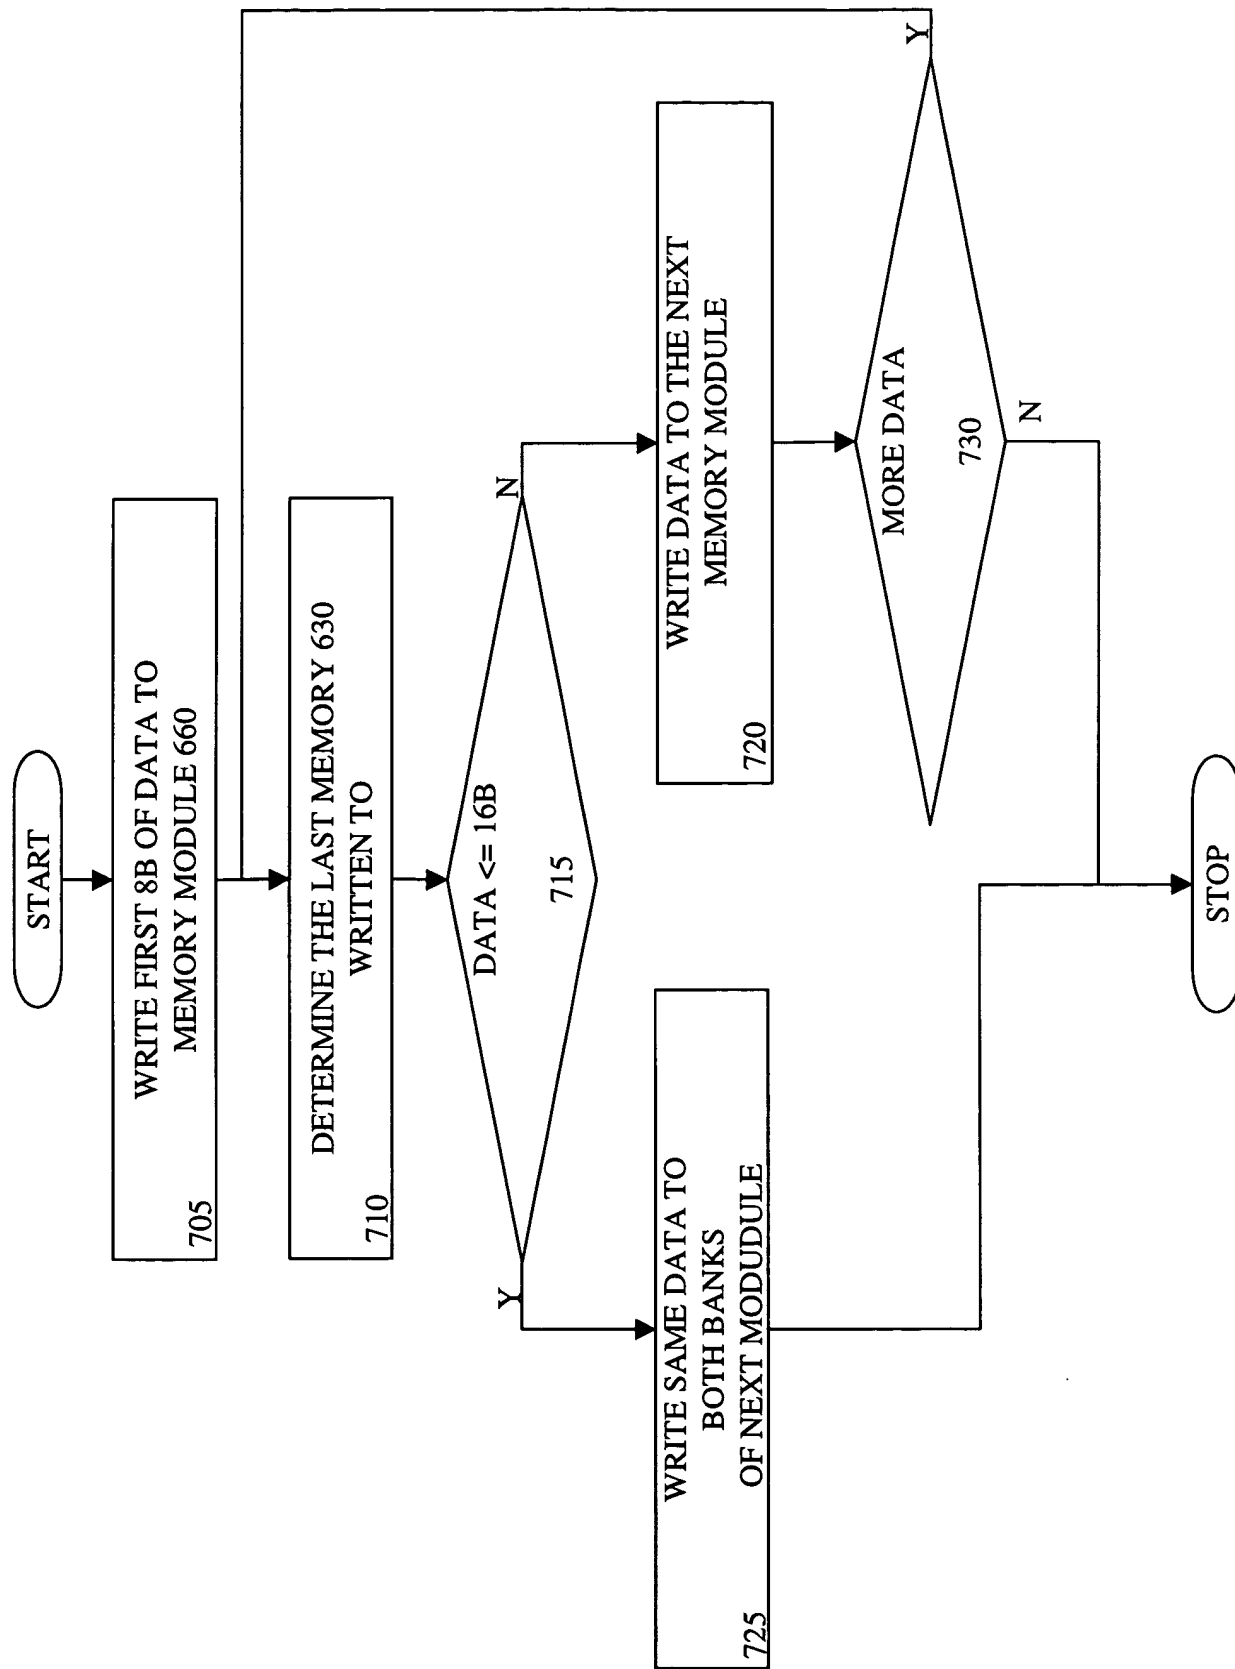 START
WRITE FIRST 8B OF DATA TO
MEMORY MODULE 660
705
DETERMINE THE LAST MEMORY 630
WRITTEN TO
710
DATA <= 16B
715
Y
N
WRITE SAME DATA TO
BOTH BANKS
OF NEXT MODUDULE
725
WRITE DATA TO THE NEXT
MEMORY MODULE
720
MORE DATA
730
Y
N
STOP